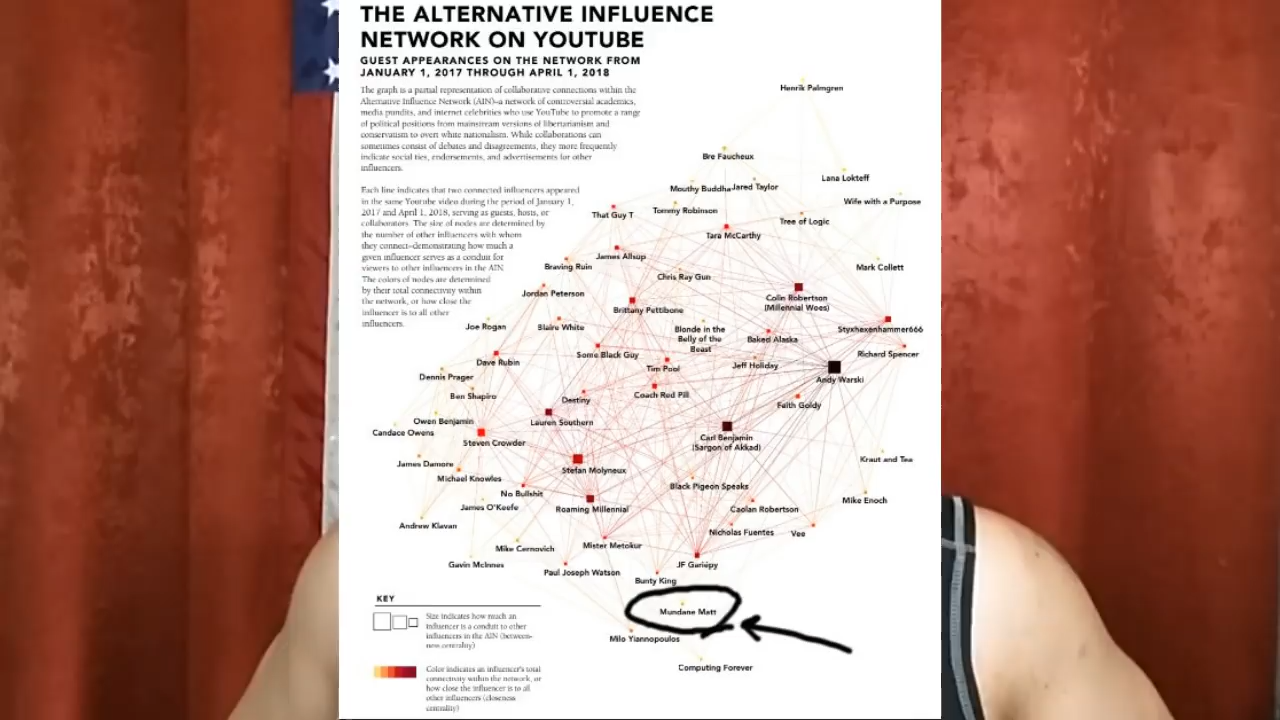 THE ALTERNATIVE INFLUENCE
NETWORK ON YOUTUBE
GUEST APPEARANCES ON THE NETWORK FROM
JANUARY 1, 2017 THROUGH APRIL 1, 2018
The graph is a partial representation of collaborative connections within the
Alternative Influence Network (AIN)–a network of controversial academics,
media pundits, and internet celebrities who use YouTube to promote a range
of political positions from mainstream versions of libertarianism and
conservatism to overt white nationalism. While collaborations can
sometimes consist of debates and disagreements, they more frequently
indicate social ties, endorsements, and advertisements for other
influencers.
Each line indicates that two connected influencers appeared
in the same Youtube video during the period of January 1,
2017 and April 1, 2018, serving as guests, hosts, or
collaborators. The size of nodes are determined by
the number of other influencers with whom
they connect–demonstrating how much a
given influencer serves as a conduit for
viewers to other influencers in the AIN.
The colors of nodes are determined
by their total connectivity within
the network, or how close the
influencer is to all other
influencers.
Henrik Palmgren
Bre Faucheux
Lana Lokteff
Mouthy Buddha
Jared Taylor
Wife with a Purpose
Tommy Robinson
That Guy T
Tree of Logic
Tara McCarthy
James Allsup
Braving Ruin
Mark Collett
Chris Ray Gun
Jordan Peterson
Colin Robertson
(Millennial Woes)
Brittany Pettibone
Joe Rogan
Blaire White
Blonde in the
Belly of the
Beast
Styxhexenhammer666
Baked Alaska
Some Black Guy
Richard Spencer
Dave Rubin
Tim Pool
Jeff Holiday
Dennis Prager
Andy Warski
Ben Shapiro
Destiny
Coach Red Pill
Faith Goldy
Owen Benjamin
Lauren Southern
Candace Owens
Steven Crowder
Carl Benjamin
(Sargon of Akkad)
James Damore
Stefan Molyneux
Kraut and Tea
Michael Knowles
Black Pigeon Speaks
No Bullshit
Mike Enoch
James O'Keefe
Roaming Millennial
Caolan Robertson
Andrew Klavan
Nicholas Fuentes
Vee
Mike Cernovich
Mister Metokur
Gavin McInnes
Paul Joseph Watson
JF Gariépy
Bunty King
Mundane Matt
Milo Yiannopoulos
Computing Forever
KEY
Size indicates how much an
influencer is a conduit to other
influencers in the AIN (between-
ness centrality)
Color indicates an influencer's total
connectivity within the network, or
how close the influencer is to all
other influencers (closeness
centrality)